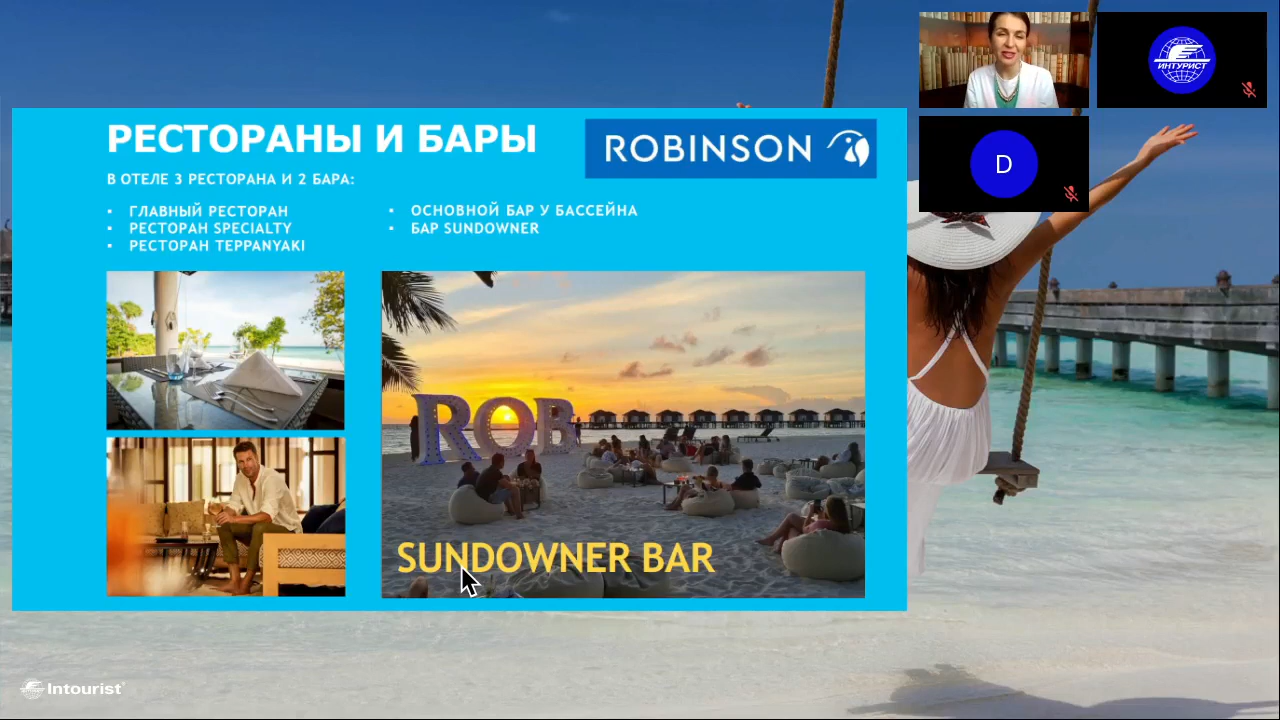 РЕСТОРАНЫ И БАРЫ
ROBINSON
В ОТЕЛЕ 3 РЕСТОРАНА И 2 БАРА:
▪ ГЛАВНЫЙ РЕСТОРАН
▪ РЕСТОРАН SPECIALTY
▪ РЕСТОРАН TEPPANYAKI
▪ ОСНОВНОЙ БАР У БАССЕЙНА
▪ БАР SUNDOWNER
ROB
SUNDOWNER BAR
ИНТУРИСТ
D
Intourist